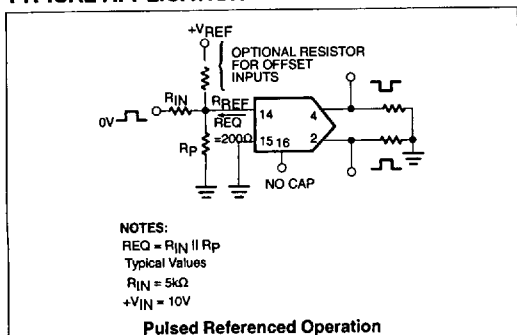 +VREF
OPTIONAL RESISTOR
FOR OFFSET
INPUTS
RIN
RREF
0V
REQ
=200Ω
14
4
15
16
2
RP
NO CAP
NOTES:
REQ = RIN || RP
Typical Values
RIN = 5kΩ
+VIN = 10V
Pulsed Referenced Operation